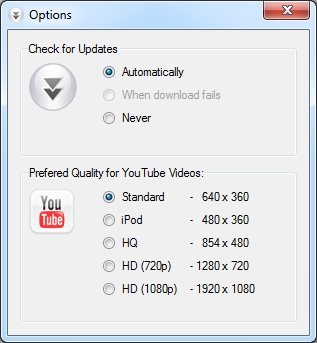 Options
Check for Updates
Automatically
When download fails
Never
Prefered Quality for YouTube Videos:
You
Tube
Standard - 640 x 360
iPod - 480 x 360
HQ - 854 x 480
HD (720p) - 1280 x 720
HD (1080p) - 1920 x 1080